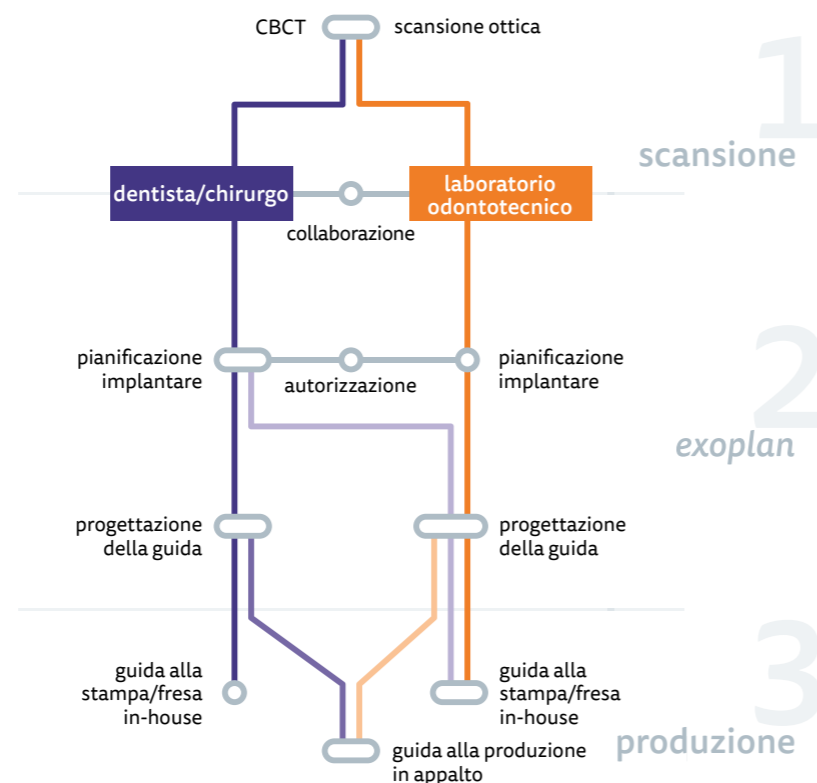 CBCT
scansione ottica
1
scansione
dentista/chirurgo
laboratorio
odontotecnico
collaborazione
pianificazione
implantare
autorizzazione
pianificazione
implantare
2
exoplan
progettazione
della guida
progettazione
della guida
guida alla
stampa/fresa
in-house
guida alla
stampa/fresa
in-house
3
produzione
guida alla produzione
in appalto